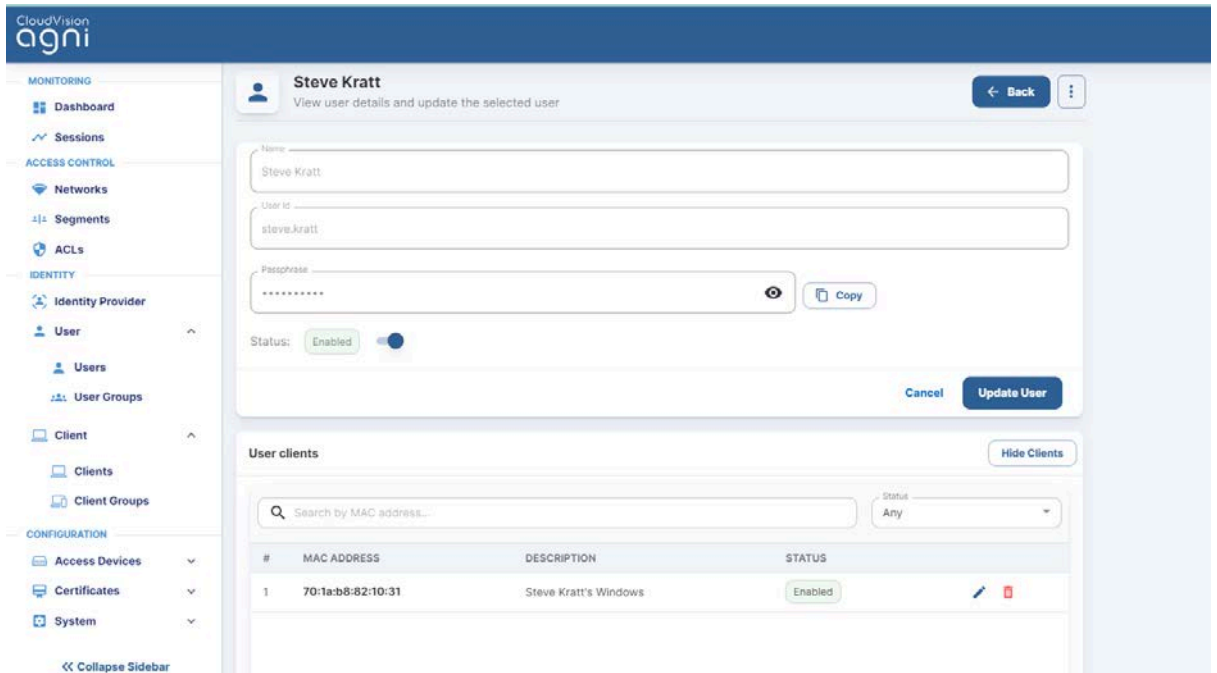 CloudVision
agni
MONITORING
Dashboard
Sessions
ACCESS CONTROL
Networks
Segments
ACLs
IDENTITY
Identity Provider
User
Users
User Groups
Client
Clients
Client Groups
CONFIGURATION
Access Devices
Certificates
System
Collapse Sidebar
Steve Kratt
View user details and update the selected user
Back
Name
Steve Kratt
User Id
steve.kratt
Passphrase
••••••••••
Copy
Status: Enabled
Cancel
Update User
User clients
Hide Clients
Search by MAC address...
Status
Any
# MAC ADDRESS DESCRIPTION STATUS
1 70:1a:b8:82:10:31 Steve Kratt's Windows Enabled